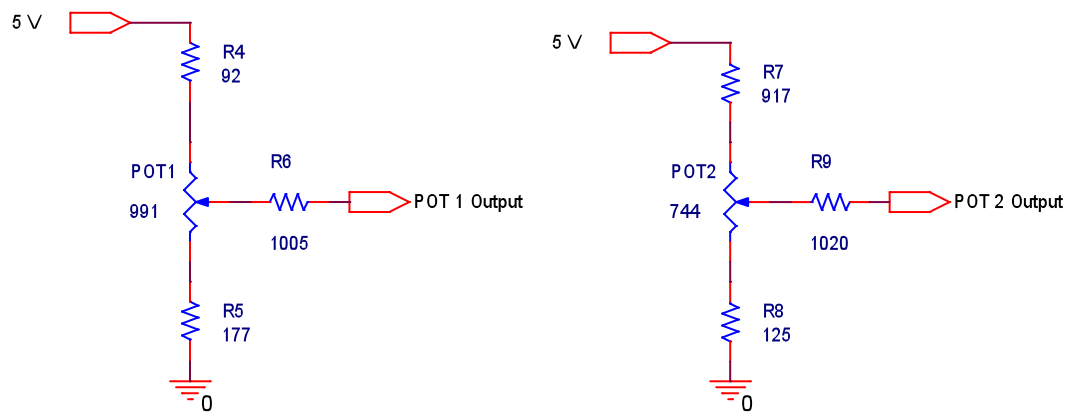 5 V
R4
92
POT1
991
R6
1005
POT 1 Output
R5
177
0
5 V
R7
917
POT2
744
R9
1020
POT 2 Output
R8
125
0